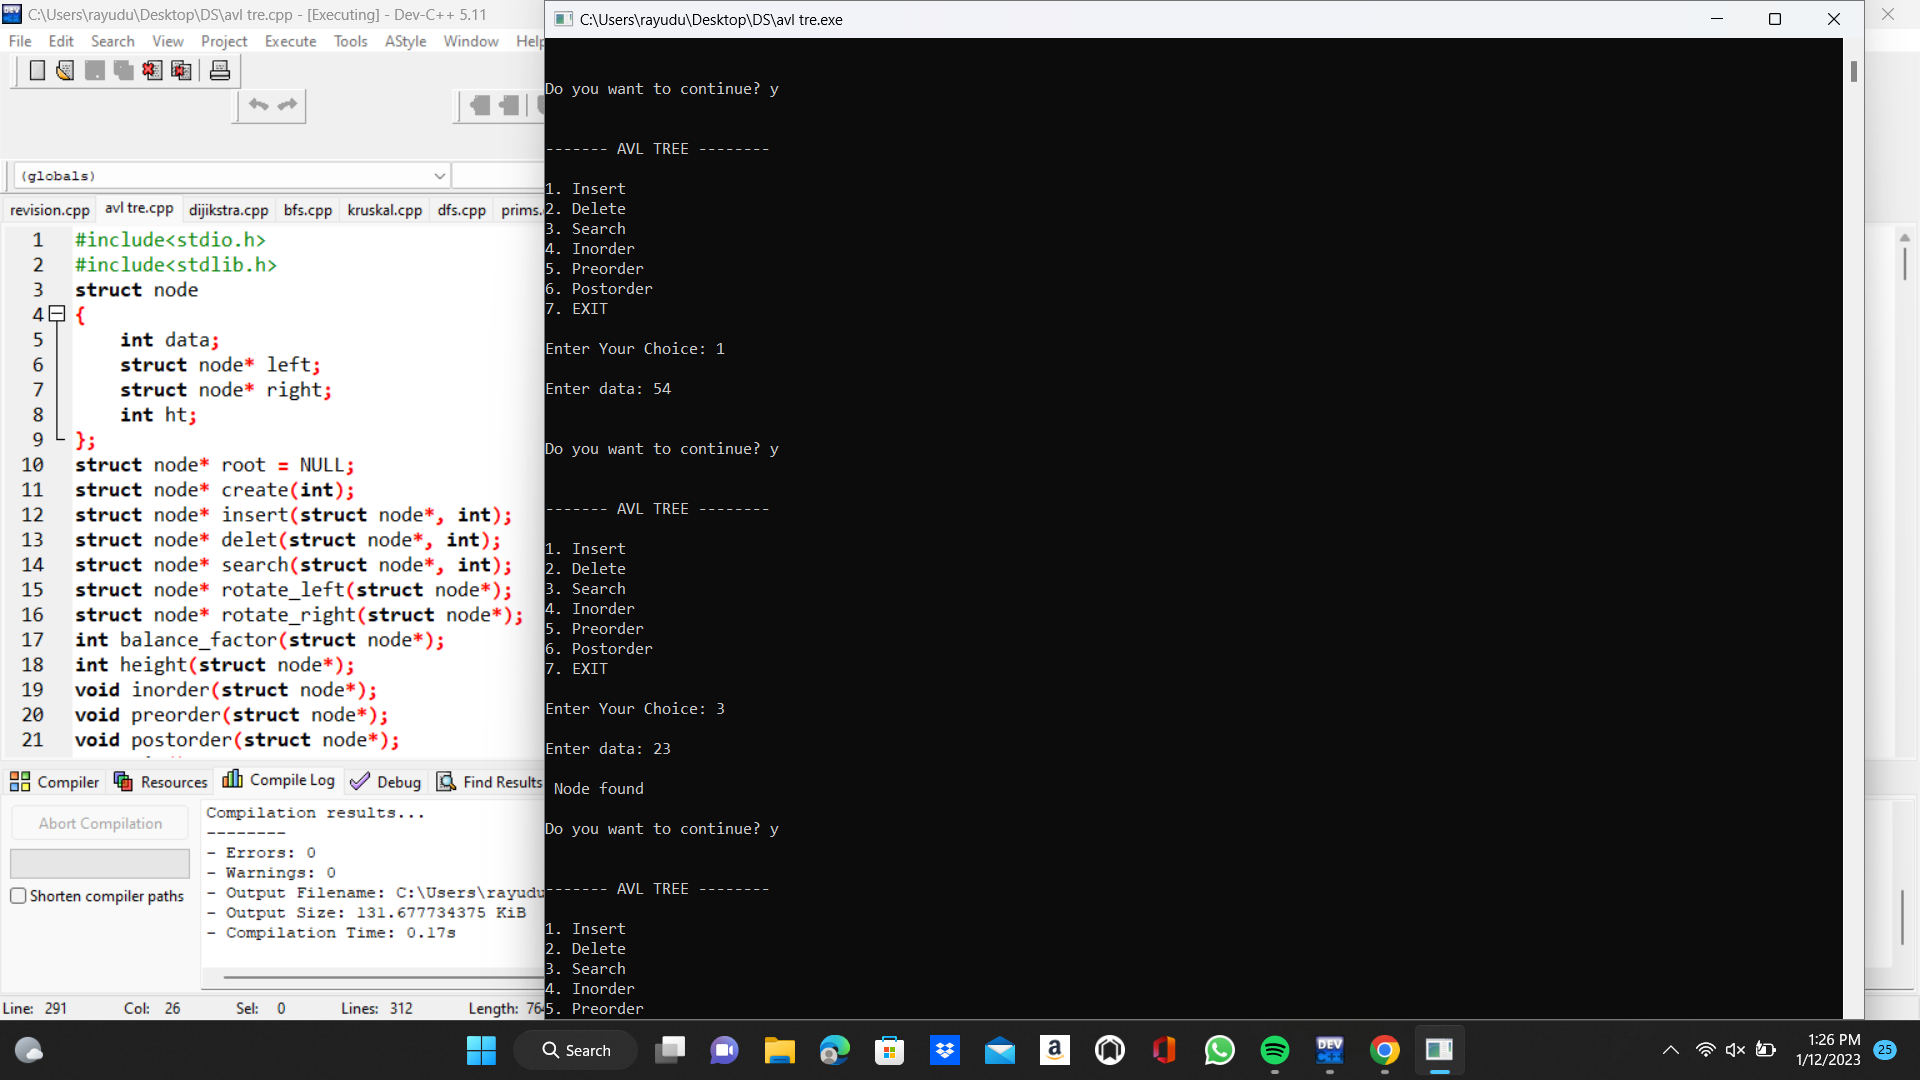 C:\Users\rayudu\Desktop\DS\avl tre.cpp - [Executing] - Dev-C++ 5.11
File Edit Search View Project Execute Tools AStyle Window Help
(globals)
revision.cpp avl tre.cpp dijikstra.cpp bfs.cpp kruskal.cpp dfs.cpp prims.
1 #include<stdio.h>
2 #include<stdlib.h>
3 struct node
4 {
5 int data;
6 struct node* left;
7 struct node* right;
8 int ht;
9 };
10 struct node* root = NULL;
11 struct node* create(int);
12 struct node* insert(struct node*, int);
13 struct node* delet(struct node*, int);
14 struct node* search(struct node*, int);
15 struct node* rotate_left(struct node*);
16 struct node* rotate_right(struct node*);
17 int balance_factor(struct node*);
18 int height(struct node*);
19 void inorder(struct node*);
20 void preorder(struct node*);
21 void postorder(struct node*);
Compiler Resources Compile Log Debug Find Results
Abort Compilation
Shorten compiler paths
Compilation results...
--------
- Errors: 0
- Warnings: 0
- Output Filename: C:\Users\rayudu
- Output Size: 131.677734375 KiB
- Compilation Time: 0.17s
Line: 291 Col: 26 Sel: 0 Lines: 312 Length: 764
C:\Users\rayudu\Desktop\DS\avl tre.exe
Do you want to continue? y
------- AVL TREE --------
1. Insert
2. Delete
3. Search
4. Inorder
5. Preorder
6. Postorder
7. EXIT
Enter Your Choice: 1
Enter data: 54
Do you want to continue? y
------- AVL TREE --------
1. Insert
2. Delete
3. Search
4. Inorder
5. Preorder
6. Postorder
7. EXIT
Enter Your Choice: 3
Enter data: 23
Node found
Do you want to continue? y
------- AVL TREE --------
1. Insert
2. Delete
3. Search
4. Inorder
5. Preorder
Search
DEV C++
1:26 PM
1/12/2023
25